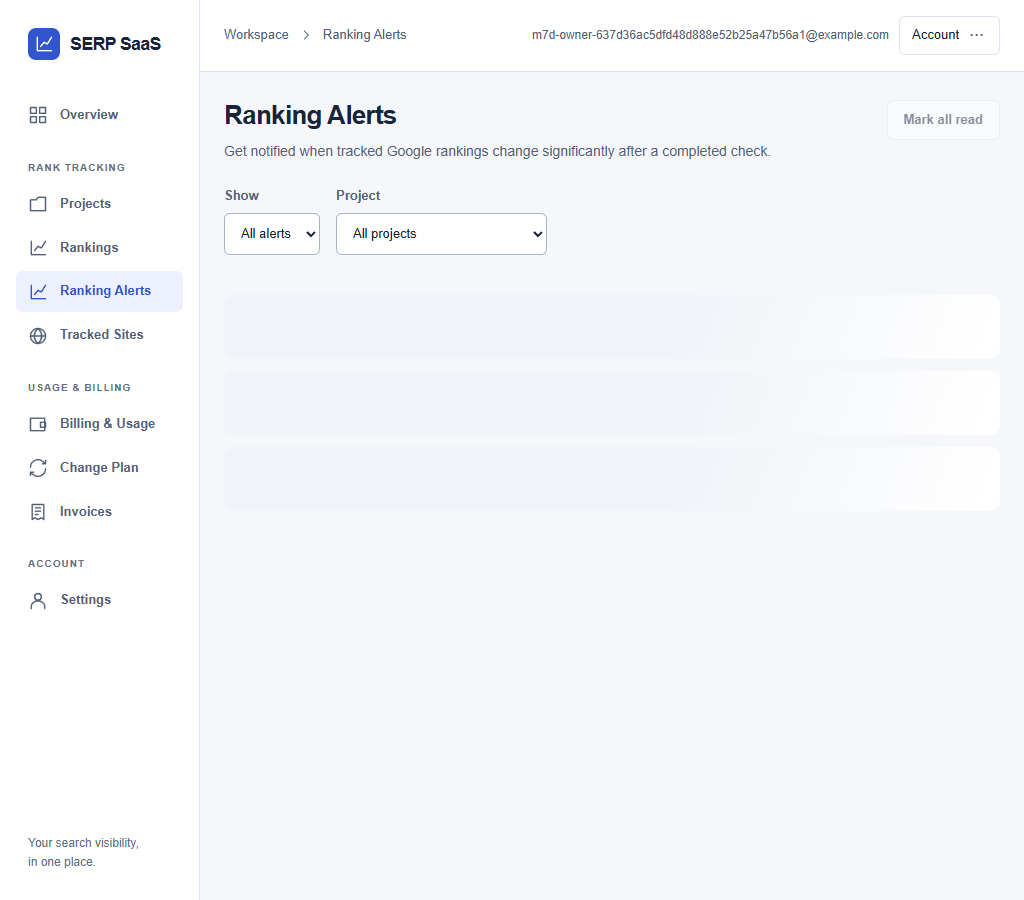 SERP SaaS
Overview
RANK TRACKING
Projects
Rankings
Ranking Alerts
Tracked Sites
USAGE & BILLING
Billing & Usage
Change Plan
Invoices
ACCOUNT
Settings
Your search visibility,
in one place.
Workspace > Ranking Alerts
m7d-owner-637d36ac5dfd48d888e52b25a47b56a1@example.com
Account ···
Ranking Alerts
Mark all read
Get notified when tracked Google rankings change significantly after a completed check.
Show Project
All alerts All projects